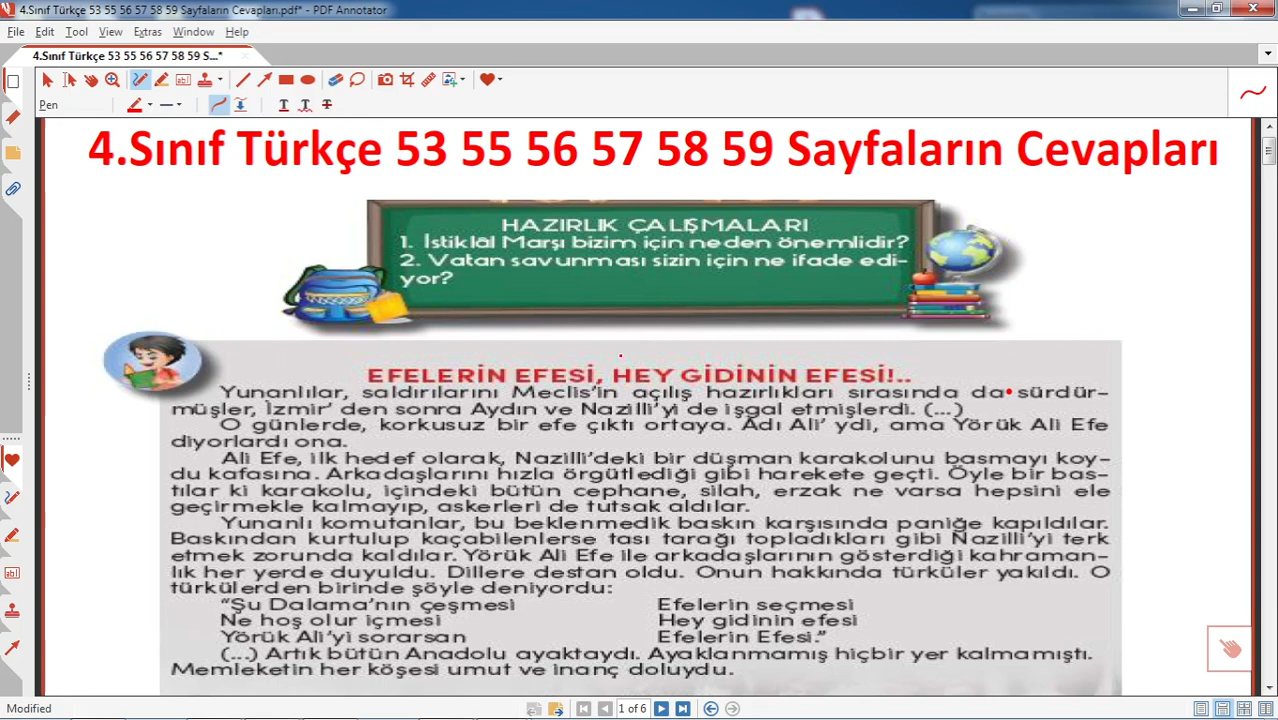 4.Sınıf Türkçe 53 55 56 57 58 59 Sayfaların Cevapları.pdf* - PDF Annotator
File Edit Tool View Extras Window Help
4.Sınıf Türkçe 53 55 56 57 58 59 S...*
Pen
4.Sınıf Türkçe 53 55 56 57 58 59 Sayfaların Cevapları
HAZIRLIK ÇALIŞMALARI
1. İstiklâl Marşı bizim için neden önemlidir?
2. Vatan savunması sizin için ne ifade edi-
yor?
EFELERİN EFESİ, HEY GİDİNİN EFESİ!..
Yunanlılar, saldırılarını Meclis’in açılış hazırlıkları sırasında da sürdür-
müşler, İzmir’ den sonra Aydın ve Nazilli’yi de işgal etmişlerdi. (...)
O günlerde, korkusuz bir efe çıktı ortaya. Adı Ali’ ydi, ama Yörük Ali Efe
diyorlardı ona.
Ali Efe, ilk hedef olarak, Nazilli’deki bir düşman karakolunu basmayı koy-
du kafasına. Arkadaşlarını hızla örgütlediği gibi harekete geçti. Öyle bir bas-
tılar ki karakolu, içindeki bütün cephane, silah, erzak ne varsa hepsini ele
geçirmekle kalmayıp, askerleri de tutsak aldılar.
Yunanlı komutanlar, bu beklenmedik baskın karşısında paniğe kapıldılar.
Baskından kurtulup kaçabilenlerse tası tarağı topladıkları gibi Nazilli’yi terk
etmek zorunda kaldılar. Yörük Ali Efe ile arkadaşlarının gösterdiği kahraman-
lık her yerde duyuldu. Dillere destan oldu. Onun hakkında türküler yakıldı. O
türkülerden birinde şöyle deniyordu:
“Şu Dalama’nın çeşmesi
Ne hoş olur içmesi
Yörük Ali’yi sorarsan
Efelerin seçmesi
Hey gidinin efesi
Efelerin Efesi.”
(...) Artık bütün Anadolu ayaktaydı. Ayaklanmamış hiçbir yer kalmamıştı.
Memleketin her köşesi umut ve inanç doluydu.
Modified
1 of 6